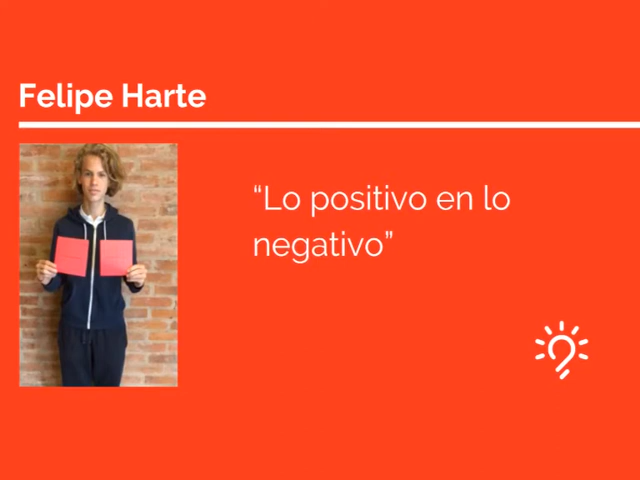 Felipe Harte
“Lo positivo en lo
negativo”